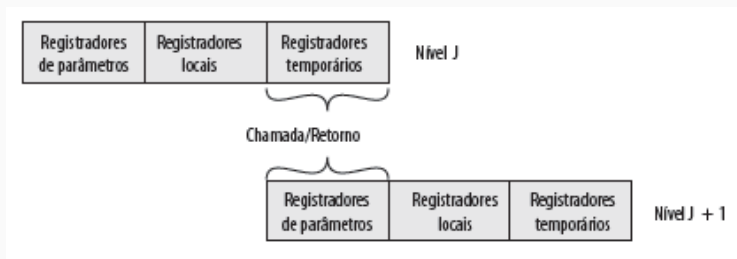 Registradores
de parâmetros
Registradores
locais
Registradores
temporários
Nível J
Chamada/Retorno
Registradores
de parâmetros
Registradores
locais
Registradores
temporários
Nível J + 1